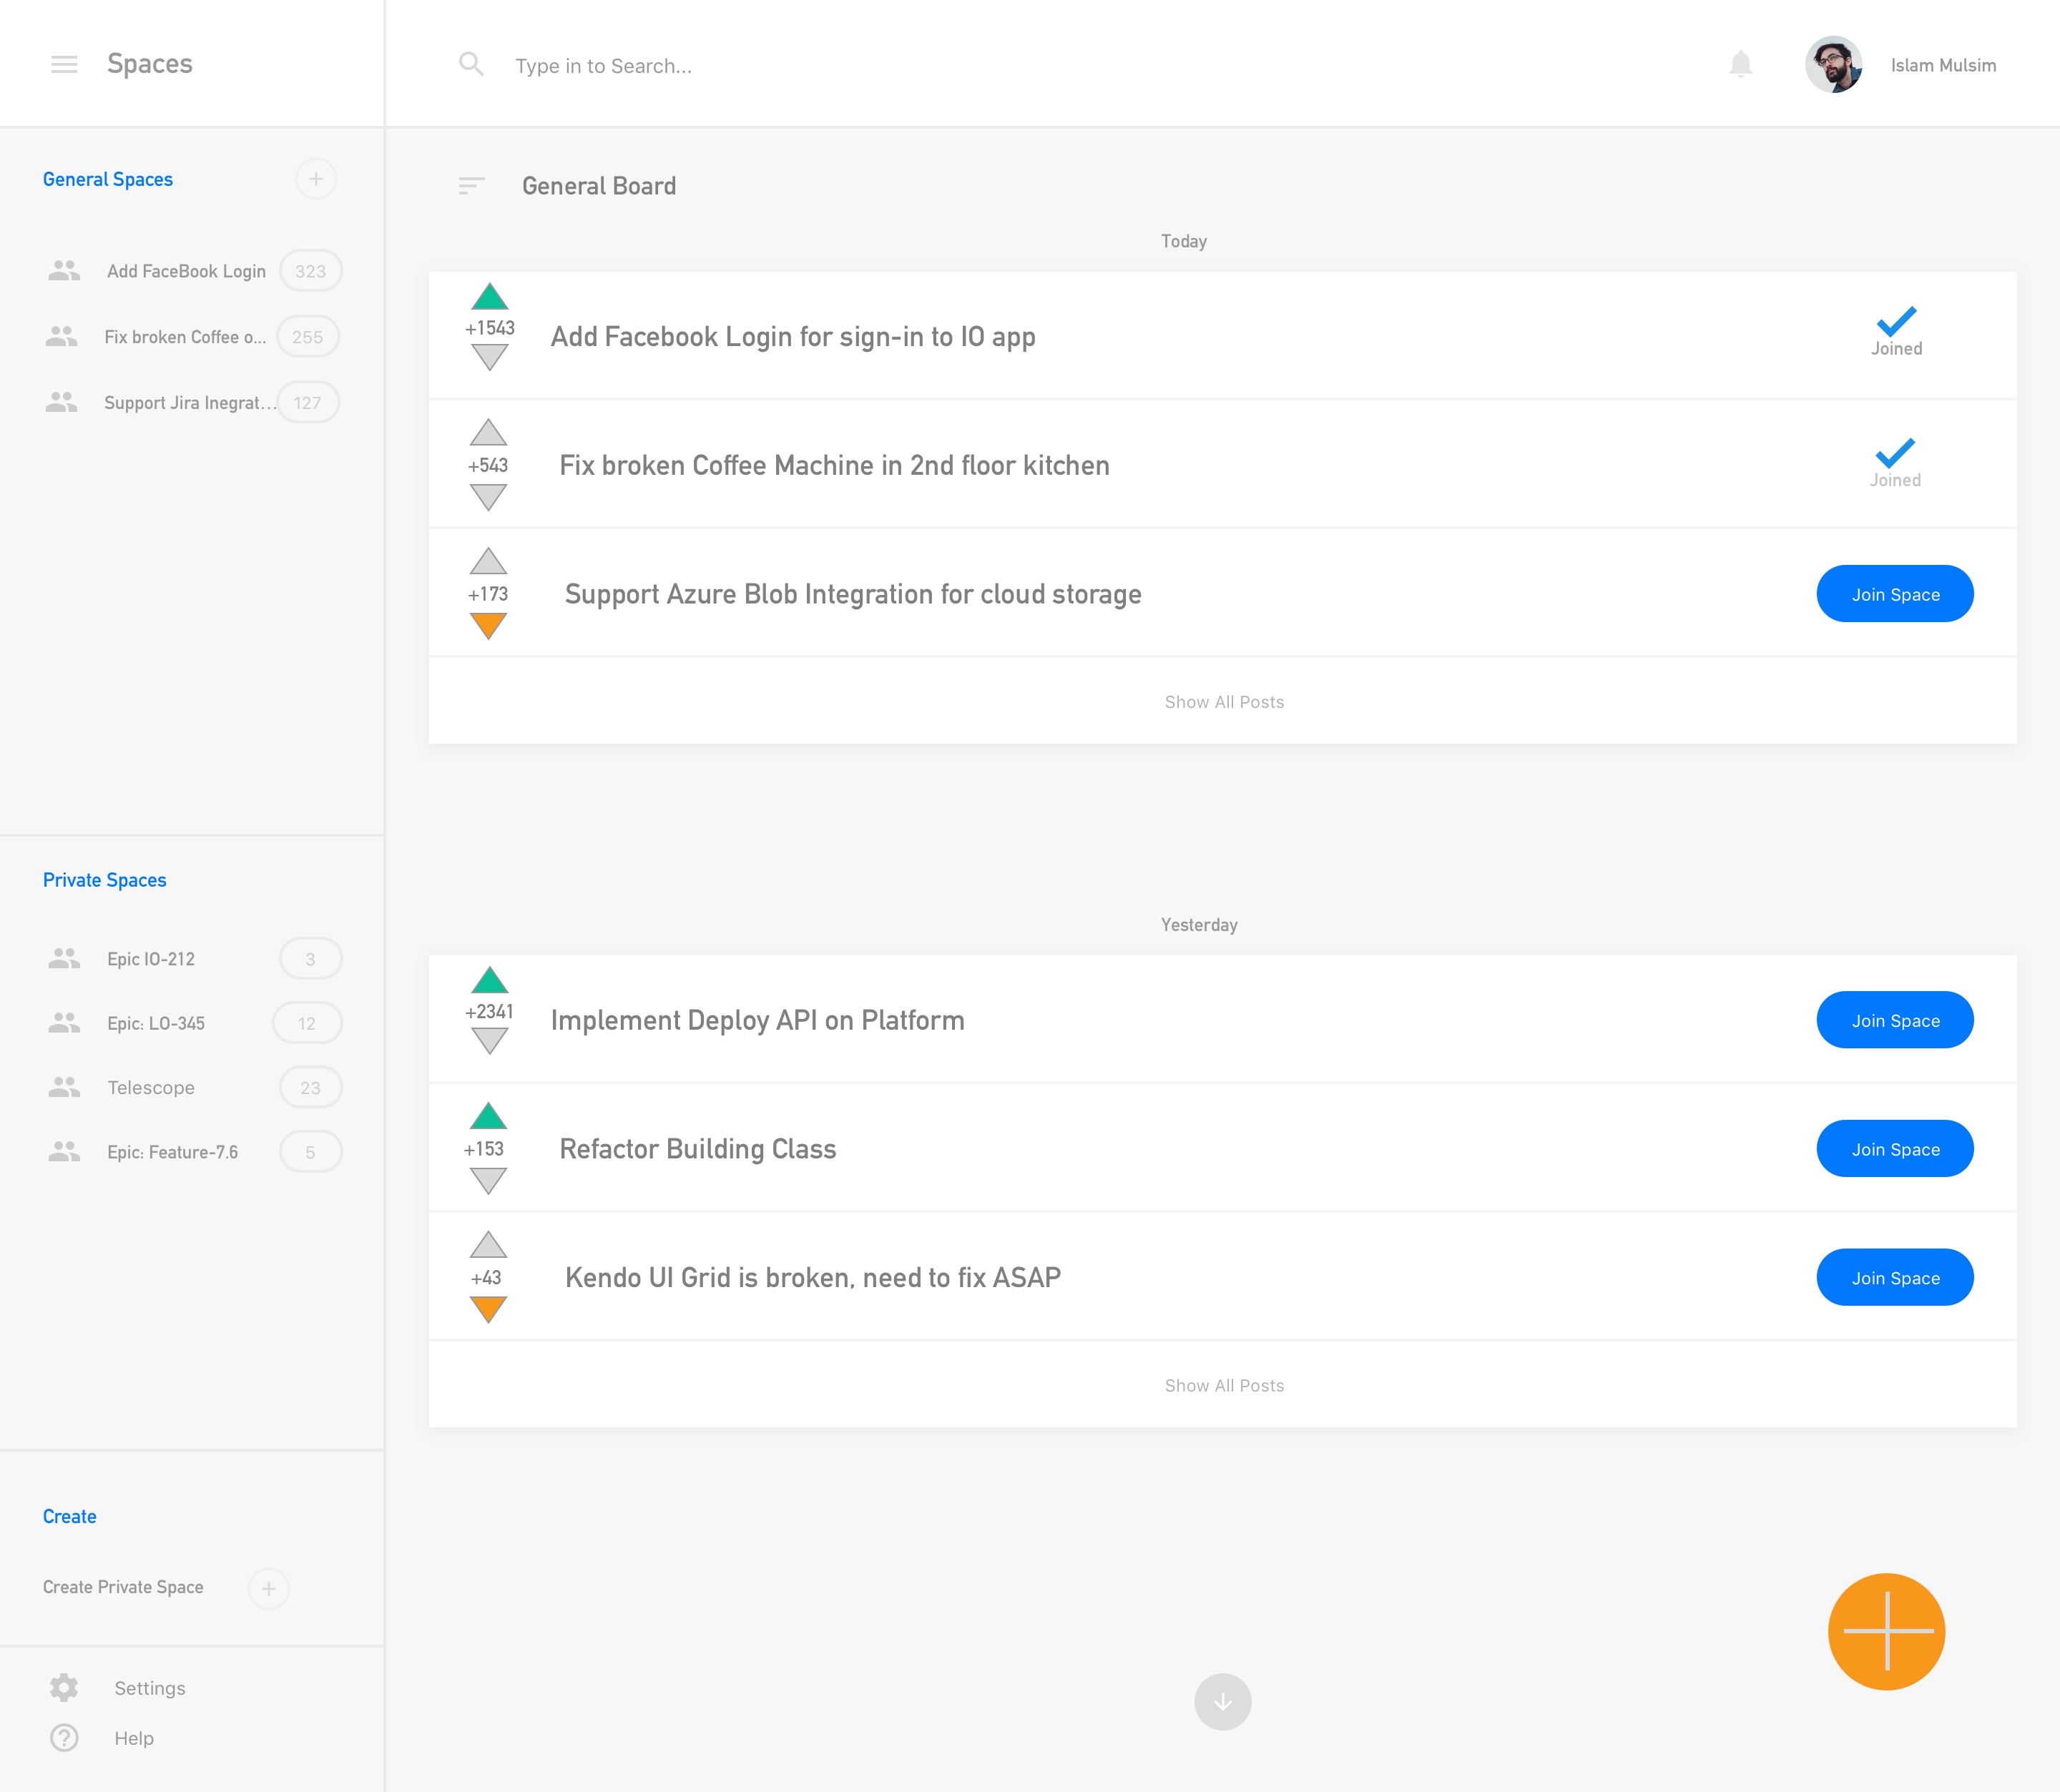 Spaces
Type in to Search...
Islam Mulsim
General Spaces
Add FaceBook Login 323
Fix broken Coffee o... 255
Support Jira Inegrat... 127
Private Spaces
Epic IO-212 3
Epic: LO-345 12
Telescope 23
Epic: Feature-7.6 5
Create
Create Private Space
Settings
Help
General Board
Today
+1543
Add Facebook Login for sign-in to IO app
Joined
+543
Fix broken Coffee Machine in 2nd floor kitchen
Joined
+173
Support Azure Blob Integration for cloud storage
Join Space
Show All Posts
Yesterday
+2341
Implement Deploy API on Platform
Join Space
+153
Refactor Building Class
Join Space
+43
Kendo UI Grid is broken, need to fix ASAP
Join Space
Show All Posts